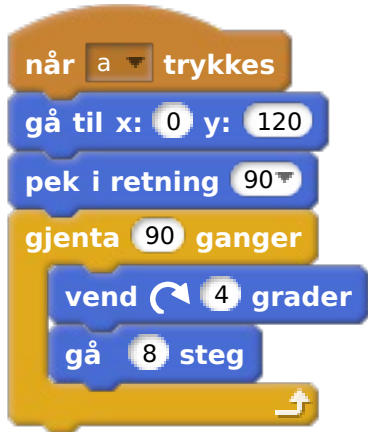 når a trykkes
gå til x: 0 y: 120
pek i retning 90
gjenta 90 ganger
vend 4 grader
gå 8 steg